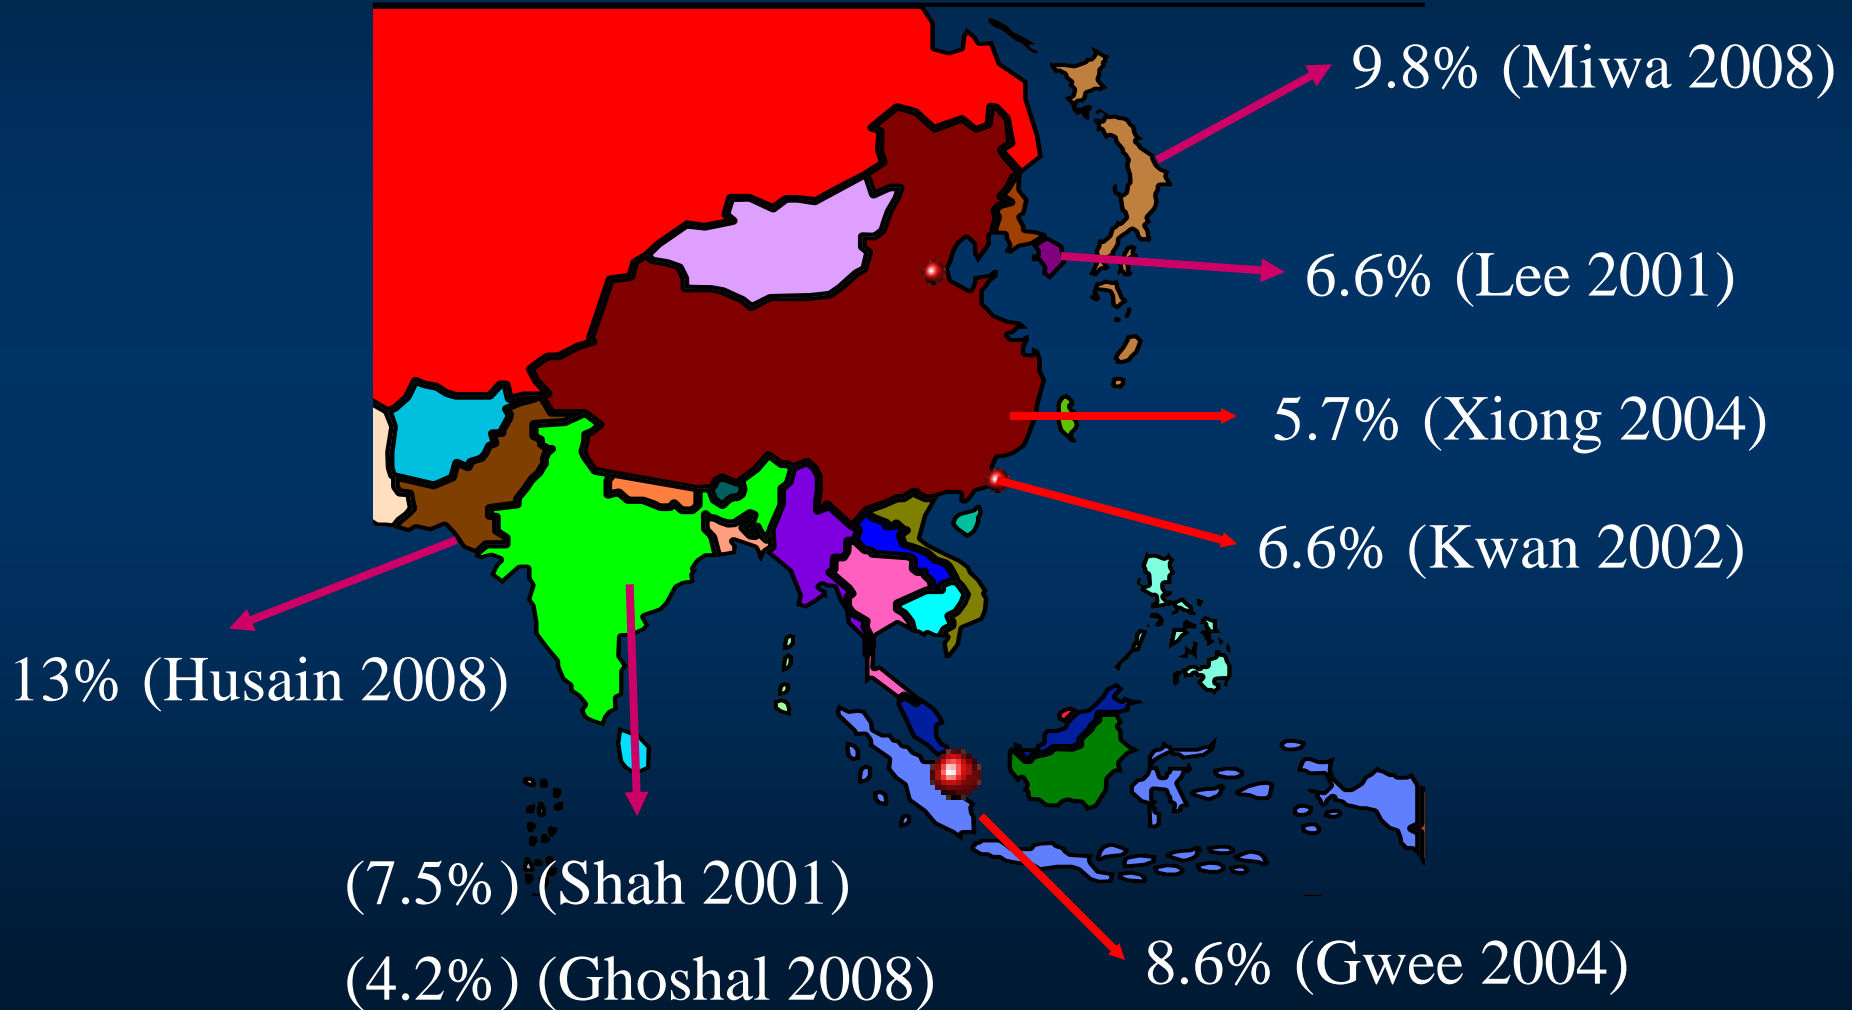 9.8% (Miwa 2008)
6.6% (Lee 2001)
5.7% (Xiong 2004)
6.6% (Kwan 2002)
13% (Husain 2008)
(7.5%) (Shah 2001)
(4.2%) (Ghoshal 2008)
8.6% (Gwee 2004)